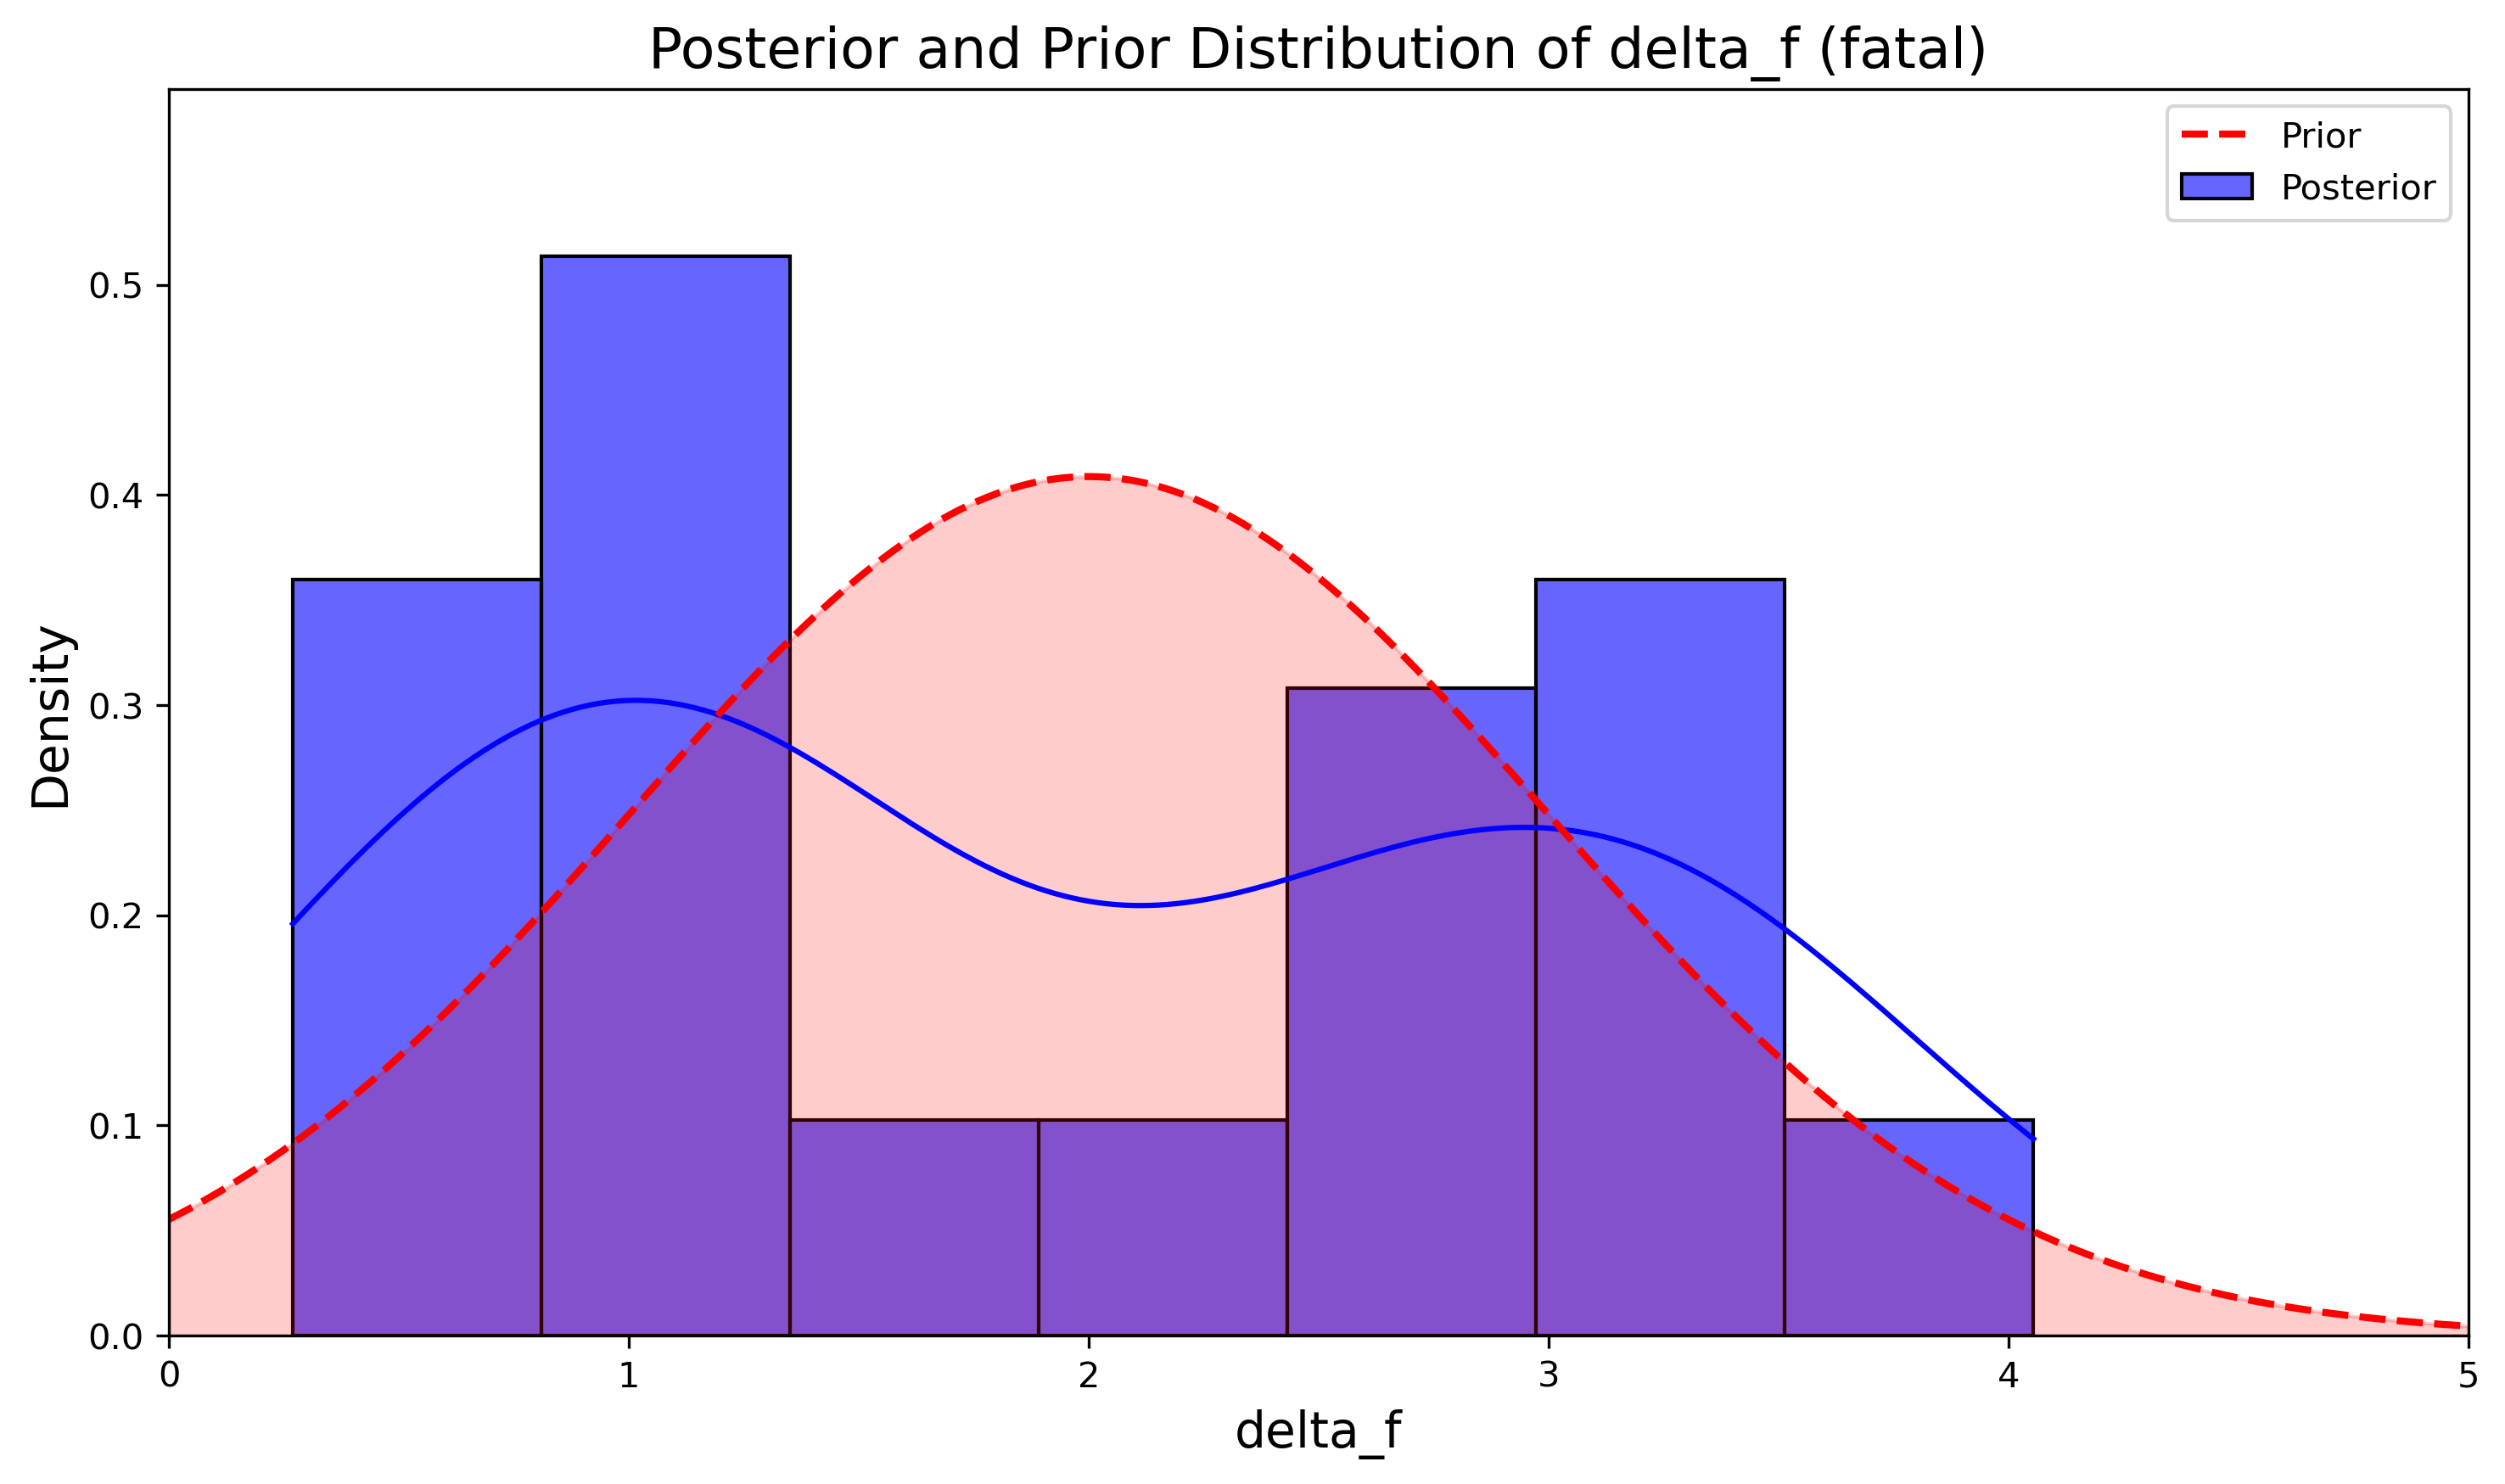 Posterior and Prior Distribution of delta_f (fatal)
Prior
Posterior
Density
0.5
0.4
0.3
0.2
0.1
0.0
0 1 2 3 4 5
delta_f